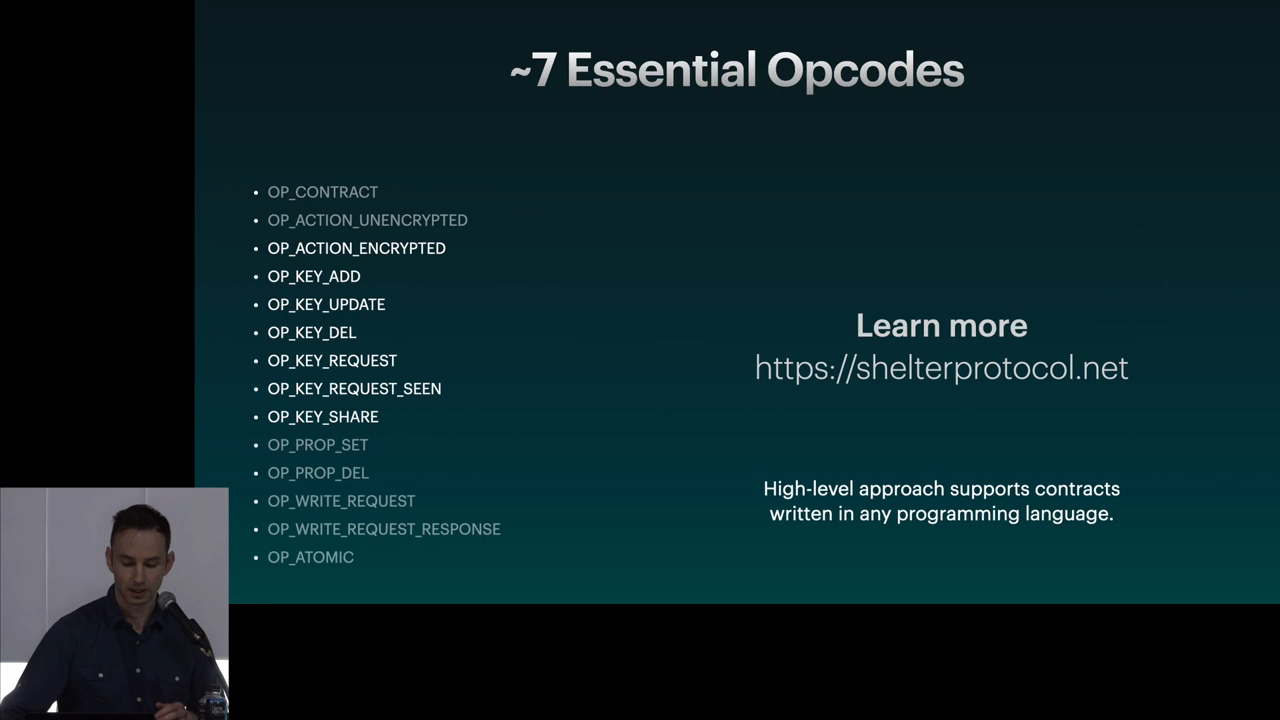 ~7 Essential Opcodes
• OP_CONTRACT
• OP_ACTION_UNENCRYPTED
• OP_ACTION_ENCRYPTED
• OP_KEY_ADD
• OP_KEY_UPDATE
• OP_KEY_DEL
• OP_KEY_REQUEST
• OP_KEY_REQUEST_SEEN
• OP_KEY_SHARE
• OP_PROP_SET
• OP_PROP_DEL
• OP_WRITE_REQUEST
• OP_WRITE_REQUEST_RESPONSE
• OP_ATOMIC
Learn more
https://shelterprotocol.net
High-level approach supports contracts
written in any programming language.